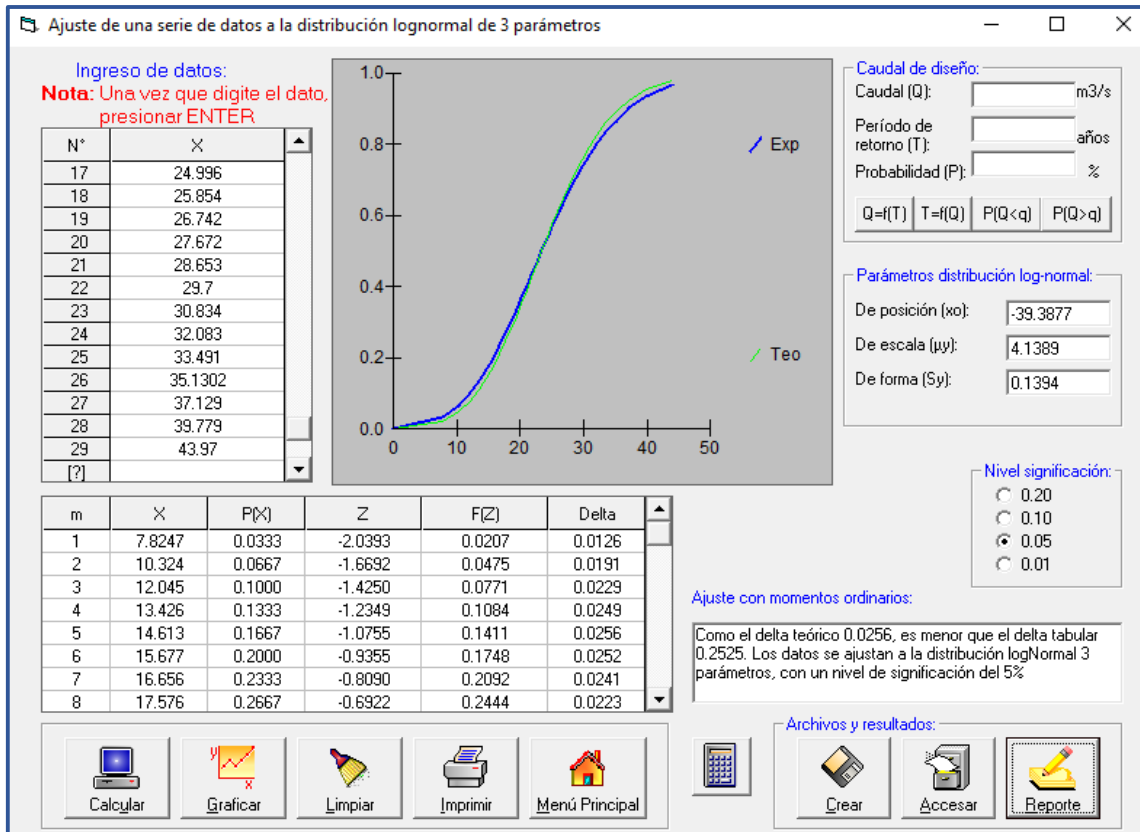 Ajuste de una serie de datos a la distribución lognormal de 3 parámetros
Ingreso de datos:
Nota: Una vez que digite el dato,
presionar ENTER
N° X
17 24.996
18 25.854
19 26.742
20 27.672
21 28.653
22 29.7
23 30.834
24 32.083
25 33.491
26 35.1302
27 37.129
28 39.779
29 43.97
[?]
1.0
0.8
0.6
0.4
0.2
0.0
0 10 20 30 40 50
Exp
Teo
Caudal de diseño:
Caudal (Q): m3/s
Período de
retorno (T): años
Probabilidad (P): %
Q=f(T) T=f(Q) P(Q<q) P(Q>q)
Parámetros distribución log-normal:
De posición (xo): -39.3877
De escala (µy): 4.1389
De forma (Sy): 0.1394
Nivel significación:
0.20
0.10
0.05
0.01
m X P(X) Z F(Z) Delta
1 7.8247 0.0333 -2.0393 0.0207 0.0126
2 10.324 0.0667 -1.6692 0.0475 0.0191
3 12.045 0.1000 -1.4250 0.0771 0.0229
4 13.426 0.1333 -1.2349 0.1084 0.0249
5 14.613 0.1667 -1.0755 0.1411 0.0256
6 15.677 0.2000 -0.9355 0.1748 0.0252
7 16.656 0.2333 -0.8090 0.2092 0.0241
8 17.576 0.2667 -0.6922 0.2444 0.0223
Ajuste con momentos ordinarios:
Como el delta teórico 0.0256, es menor que el delta tabular
0.2525. Los datos se ajustan a la distribución logNormal 3
parámetros, con un nivel de significación del 5%
Calcular Graficar Limpiar Imprimir Menú Principal
Archivos y resultados:
Crear Accesar Reporte